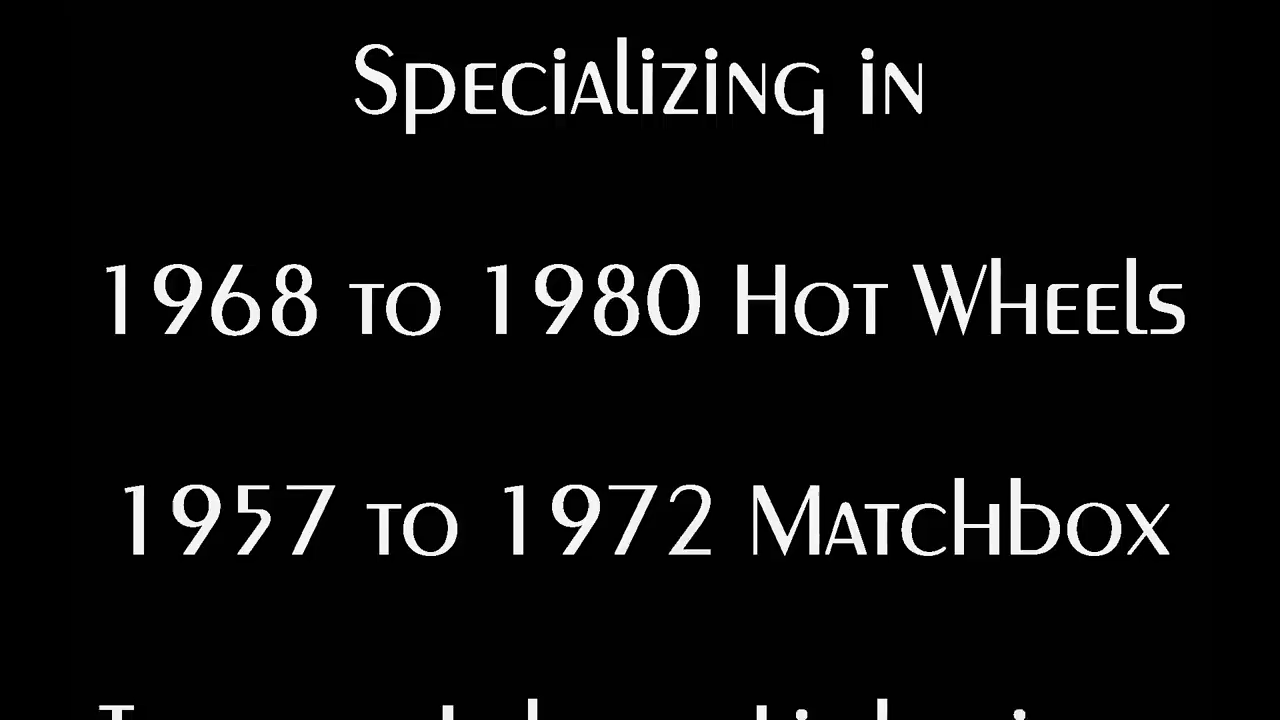 Specializing in
1968 to 1980 Hot Wheels
1957 to 1972 Matchbox